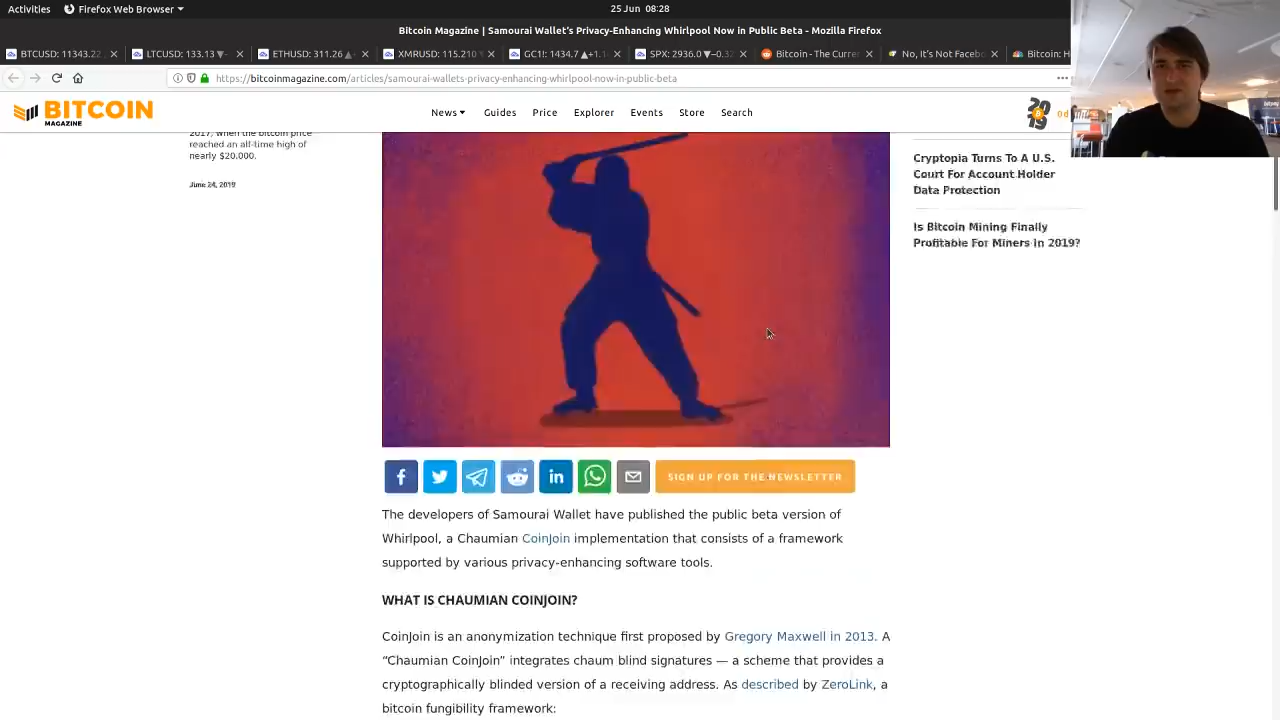 Activities
Firefox Web Browser
25 Jun 08:28
Bitcoin Magazine | Samourai Wallet's Privacy-Enhancing Whirlpool Now in Public Beta - Mozilla Firefox
BTCUSD: 11343.22
LTCUSD: 133.13
ETHUSD: 311.26
XMRUSD: 115.210
GC1!: 1434.7 +1.1
SPX: 2936.0 −0.3
Bitcoin - The Curre
No, It's Not Faceb
Bitcoin: H
https://bitcoinmagazine.com/articles/samourai-wallets-privacy-enhancing-whirlpool-now-in-public-beta
BITCOIN
MAGAZINE
News
Guides
Price
Explorer
Events
Store
Search
2019
0d
2017, when the bitcoin price
reached an all-time high of
nearly $20,000.
June 24, 2019
Cryptopia Turns To A U.S.
Court For Account Holder
Data Protection
Is Bitcoin Mining Finally
Profitable For Miners In 2019?
SIGN UP FOR THE NEWSLETTER
The developers of Samourai Wallet have published the public beta version of
Whirlpool, a Chaumian CoinJoin implementation that consists of a framework
supported by various privacy-enhancing software tools.
WHAT IS CHAUMIAN COINJOIN?
CoinJoin is an anonymization technique first proposed by Gregory Maxwell in 2013. A
“Chaumian CoinJoin” integrates chaum blind signatures — a scheme that provides a
cryptographically blinded version of a receiving address. As described by ZeroLink, a
bitcoin fungibility framework: